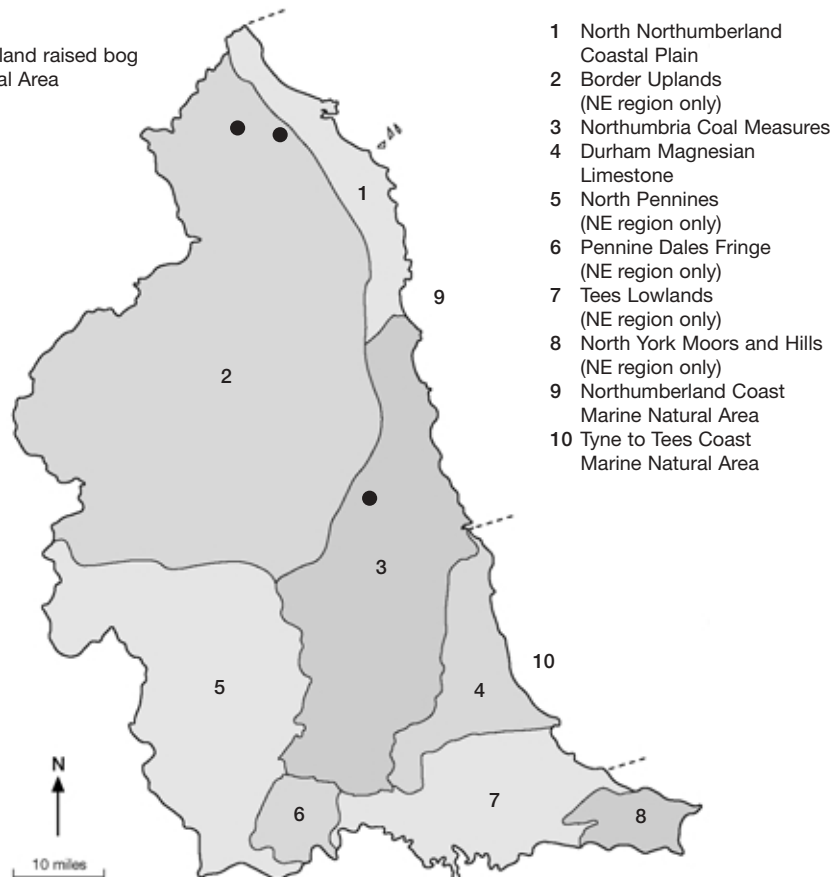 land raised bog
al Area
1 North Northumberland
Coastal Plain
2 Border Uplands
(NE region only)
3 Northumbria Coal Measures
4 Durham Magnesian
Limestone
5 North Pennines
(NE region only)
6 Pennine Dales Fringe
(NE region only)
7 Tees Lowlands
(NE region only)
8 North York Moors and Hills
(NE region only)
9 Northumberland Coast
Marine Natural Area
10 Tyne to Tees Coast
Marine Natural Area
1
9
2
3
10
5
4
N
7
6
8
10 miles